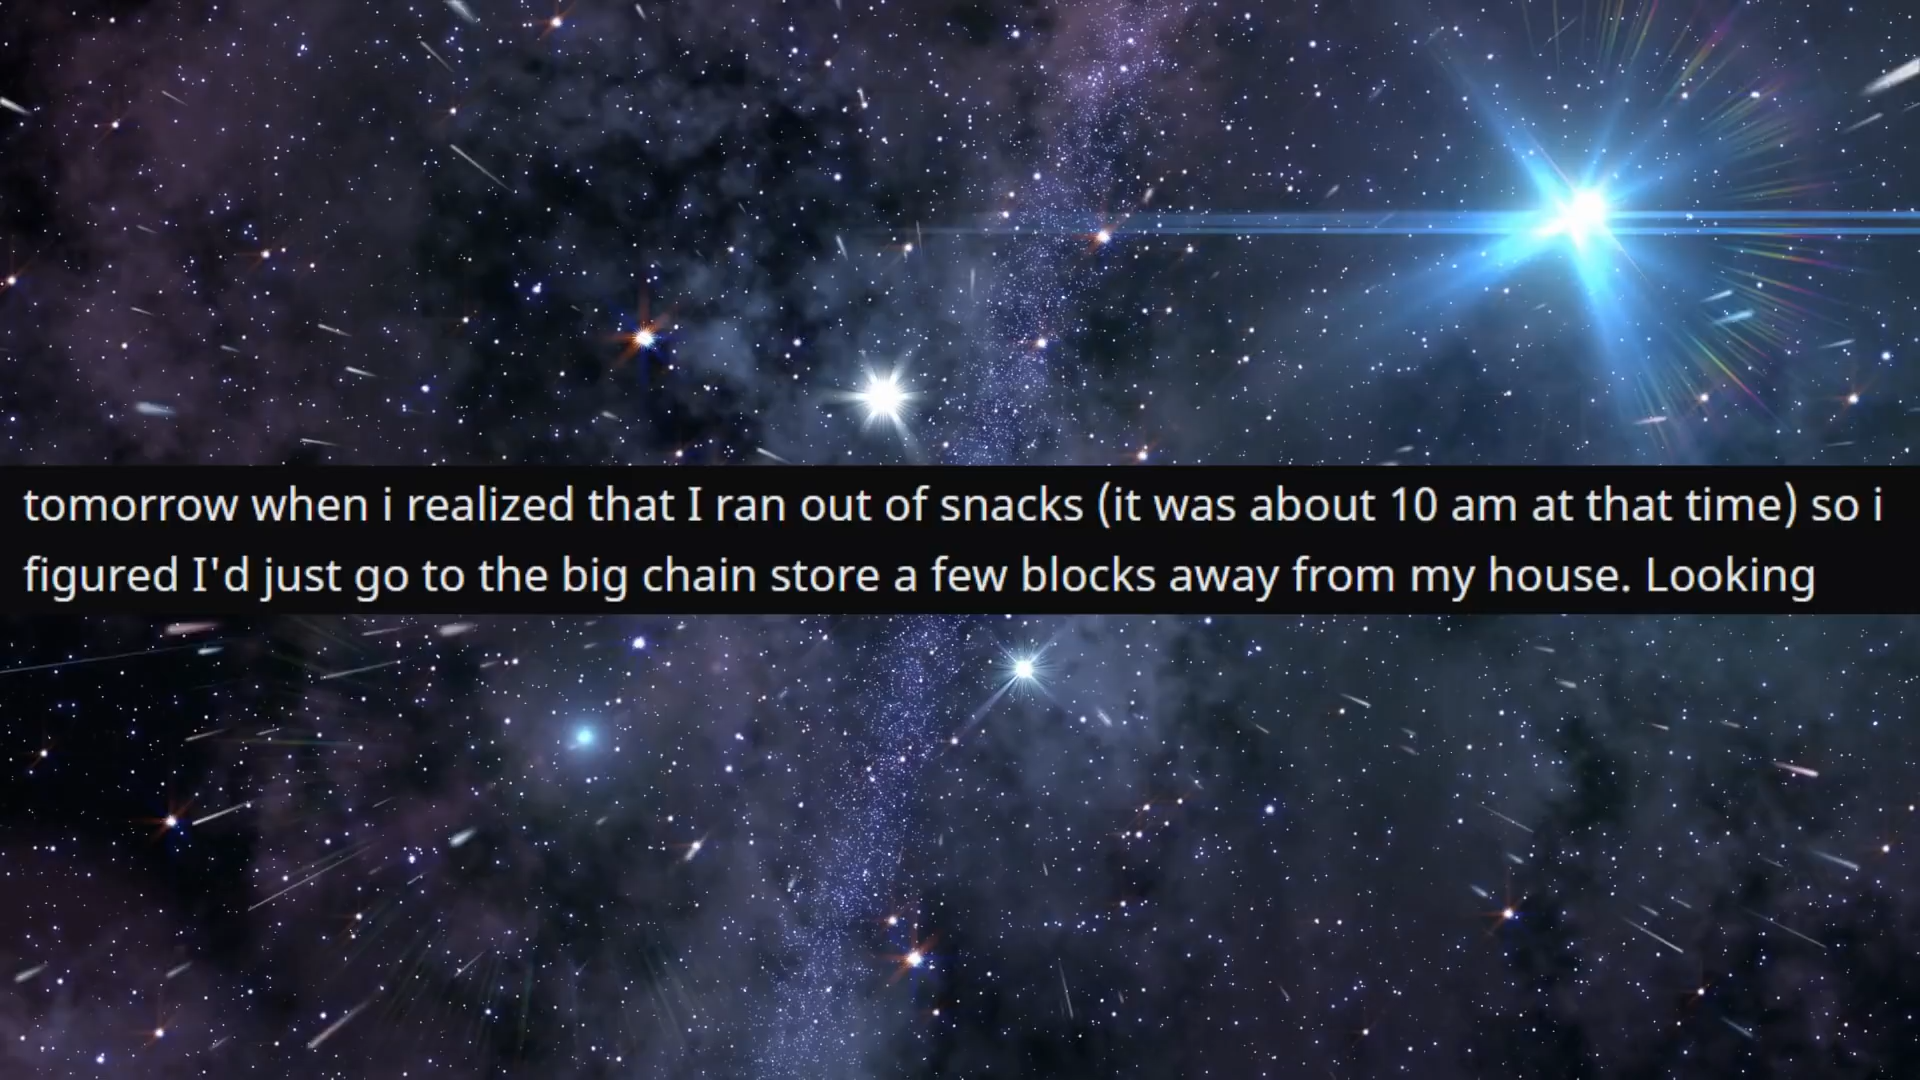 tomorrow when i realized that I ran out of snacks (it was about 10 am at that time) so i
figured I'd just go to the big chain store a few blocks away from my house. Looking